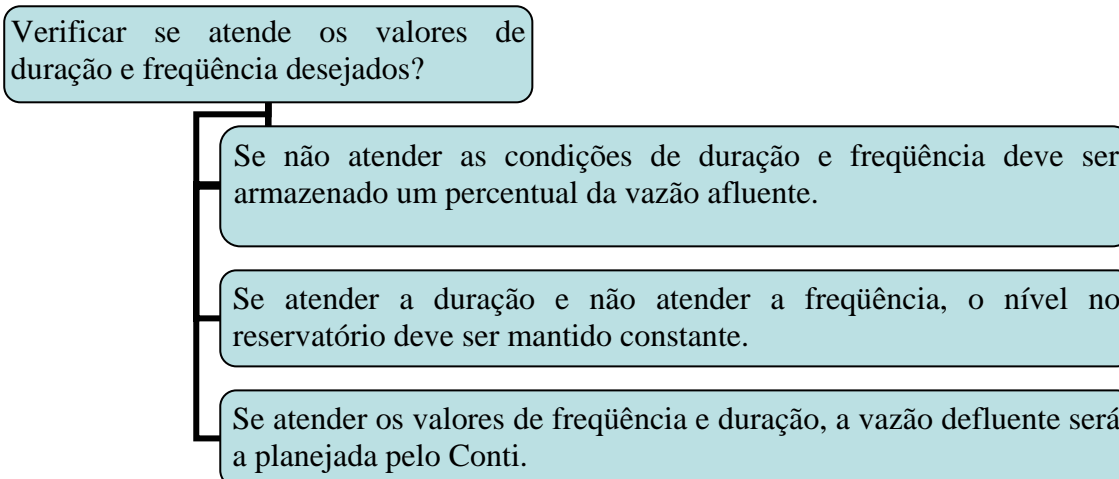 Verificar se atende os valores de
duração e freqüência desejados?
Se não atender as condições de duração e freqüência deve ser
armazenado um percentual da vazão afluente.
Se atender a duração e não atender a freqüência, o nível no
reservatório deve ser mantido constante.
Se atender os valores de freqüência e duração, a vazão defluente será
a planejada pelo Conti.